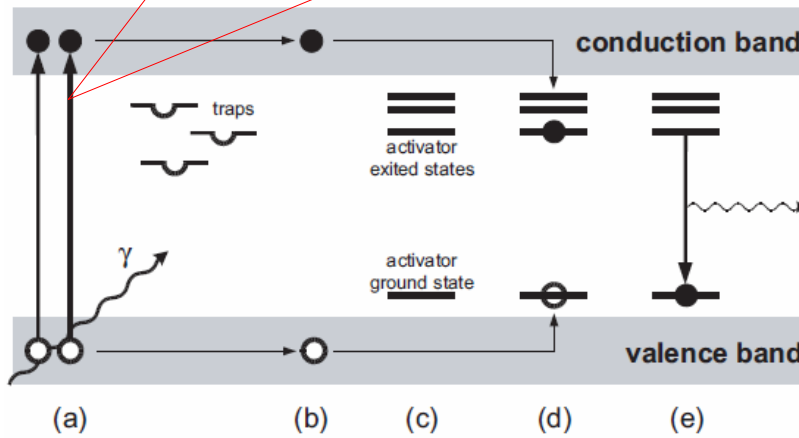 conduction band
traps
activator
exited states
γ
activator
ground state
valence band
(a)
(b)
(c)
(d)
(e)